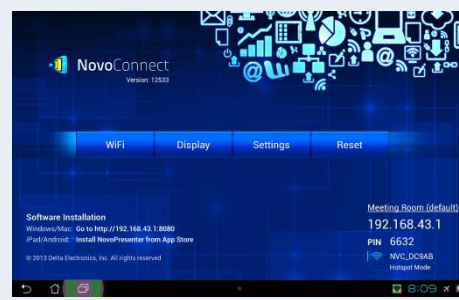 NovoConnect
Version: 12533
WiFi Display Settings Reset
Meeting Room (default)
192.168.43.1
PIN 6632
NVC_DC9AB
Hotspot Mode
Software Installation
Windows/Mac: Go to http://192.168.43.1:8080
iPad/Android: Install NovoPresenter from App Store
© 2013 Delta Electronics, Inc. All rights reserved
8:09